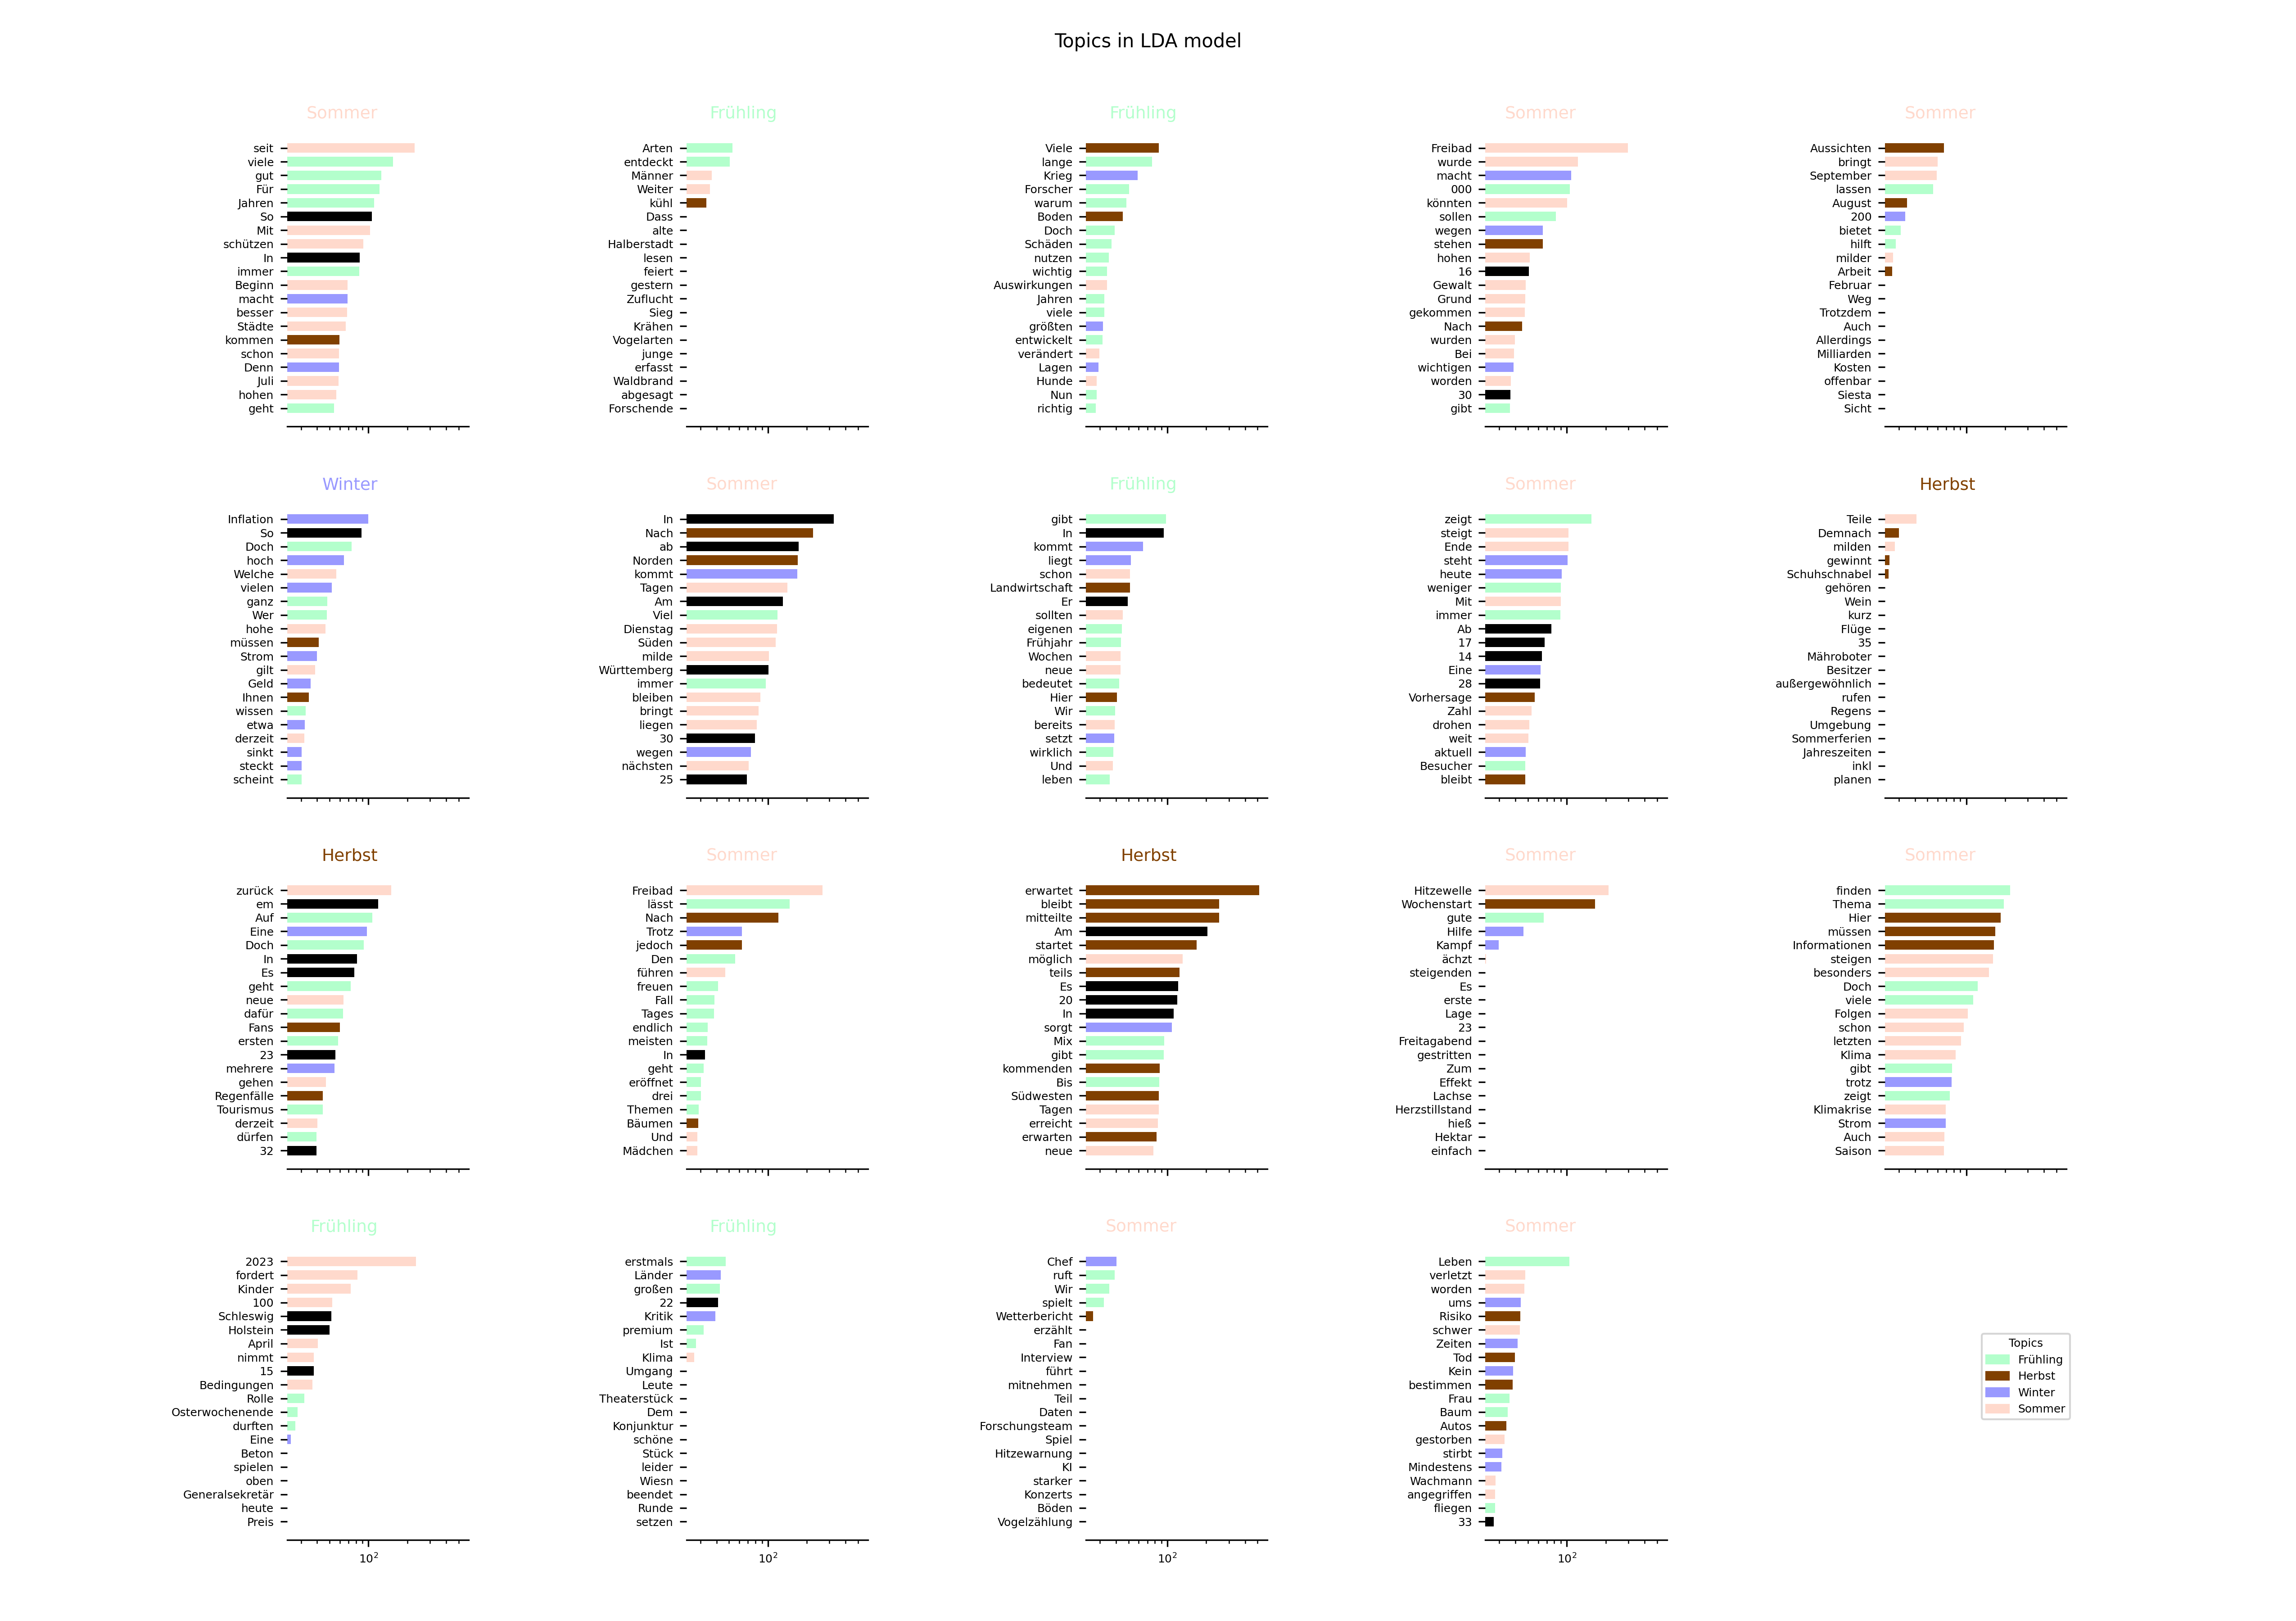 Topics in LDA model
Sommer
seit
viele
gut
Für
Jahren
So
Mit
schützen
In
immer
Beginn
macht
besser
Städte
kommen
schon
Denn
Juli
hohen
geht
Frühling
Arten
entdeckt
Männer
Weiter
kühl
Dass
alte
Halberstadt
lesen
feiert
gestern
Zuflucht
Sieg
Krähen
Vogelarten
junge
erfasst
Waldbrand
abgesagt
Forschende
Frühling
Viele
lange
Krieg
Forscher
warum
Boden
Doch
Schäden
nutzen
wichtig
Auswirkungen
Jahren
viele
größten
entwickelt
verändert
Lagen
Hunde
Nun
richtig
Sommer
Freibad
wurde
macht
000
könnten
sollen
wegen
stehen
hohen
16
Gewalt
Grund
gekommen
Nach
wurden
Bei
wichtigen
worden
30
gibt
Sommer
Aussichten
bringt
September
lassen
August
200
bietet
hilft
milder
Arbeit
Februar
Weg
Trotzdem
Auch
Allerdings
Milliarden
Kosten
offenbar
Siesta
Sicht
Winter
Inflation
So
Doch
hoch
Welche
vielen
ganz
Wer
hohe
müssen
Strom
gilt
Geld
Ihnen
wissen
etwa
derzeit
sinkt
steckt
scheint
Sommer
In
Nach
ab
Norden
kommt
Tagen
Am
Viel
Dienstag
Süden
milde
Württemberg
immer
bleiben
bringt
liegen
30
wegen
nächsten
25
Frühling
gibt
In
kommt
liegt
schon
Landwirtschaft
Er
sollten
eigenen
Frühjahr
Wochen
neue
bedeutet
Hier
Wir
bereits
setzt
wirklich
Und
leben
Sommer
zeigt
steigt
Ende
steht
heute
weniger
Mit
immer
Ab
17
14
Eine
28
Vorhersage
Zahl
drohen
weit
aktuell
Besucher
bleibt
Herbst
Teile
Demnach
milden
gewinnt
Schuhschnabel
gehören
Wein
kurz
Flüge
35
Mähroboter
Besitzer
außergewöhnlich
rufen
Regens
Umgebung
Sommerferien
Jahreszeiten
inkl
planen
Herbst
zurück
em
Auf
Eine
Doch
In
Es
geht
neue
dafür
Fans
ersten
23
mehrere
gehen
Regenfälle
Tourismus
derzeit
dürfen
32
Sommer
Freibad
lässt
Nach
Trotz
jedoch
Den
führen
freuen
Fall
Tages
endlich
meisten
In
geht
eröffnet
drei
Themen
Bäumen
Und
Mädchen
Herbst
erwartet
bleibt
mitteilte
Am
startet
möglich
teils
Es
20
In
sorgt
Mix
gibt
kommenden
Bis
Südwesten
Tagen
erreicht
erwarten
neue
Sommer
Hitzewelle
Wochenstart
gute
Hilfe
Kampf
ächzt
steigenden
Es
erste
Lage
23
Freitagabend
gestritten
Zum
Effekt
Lachse
Herzstillstand
hieß
Hektar
einfach
Sommer
finden
Thema
Hier
müssen
Informationen
steigen
besonders
Doch
viele
Folgen
schon
letzten
Klima
gibt
trotz
zeigt
Klimakrise
Strom
Auch
Saison
Frühling
2023
fordert
Kinder
100
Schleswig
Holstein
April
nimmt
15
Bedingungen
Rolle
Osterwochenende
durften
Eine
Beton
spielen
oben
Generalsekretär
heute
Preis
10²
Frühling
erstmals
Länder
großen
22
Kritik
premium
Ist
Klima
Umgang
Leute
Theaterstück
Dem
Konjunktur
schöne
Stück
leider
Wiesn
beendet
Runde
setzen
10²
Sommer
Chef
ruft
Wir
spielt
Wetterbericht
erzählt
Fan
Interview
führt
mitnehmen
Teil
Daten
Forschungsteam
Spiel
Hitzewarnung
KI
starker
Konzerts
Böden
Vogelzählung
10²
Sommer
Leben
verletzt
worden
ums
Risiko
schwer
Zeiten
Tod
Kein
bestimmen
Frau
Baum
Autos
gestorben
stirbt
Mindestens
Wachmann
angegriffen
fliegen
33
10²
Topics
Frühling
Herbst
Winter
Sommer